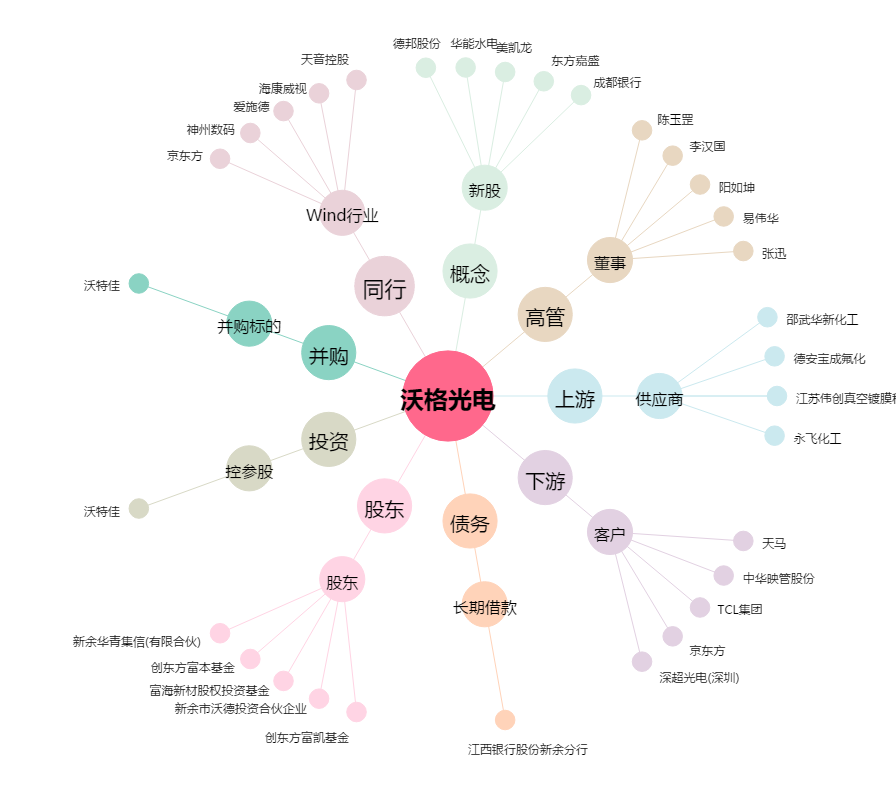 沃格光电
同行
Wind行业
天音控股
海康威视
爱施德
神州数码
京东方
概念
新股
德邦股份
华能水电
美凯龙
东方嘉盛
成都银行
高管
董事
陈玉罡
李汉国
阳如坤
易伟华
张迅
上游
供应商
邵武华新化工
德安宝成氟化
江苏伟创真空镀膜
永飞化工
下游
客户
天马
中华映管股份
TCL集团
京东方
深超光电(深圳)
债务
长期借款
江西银行股份新余分行
股东
股东
新余华青集信(有限合伙)
创东方富本基金
富海新材股权投资基金
新余市沃德投资合伙企业
创东方富凯基金
投资
控参股
沃特佳
并购
并购标的
沃特佳